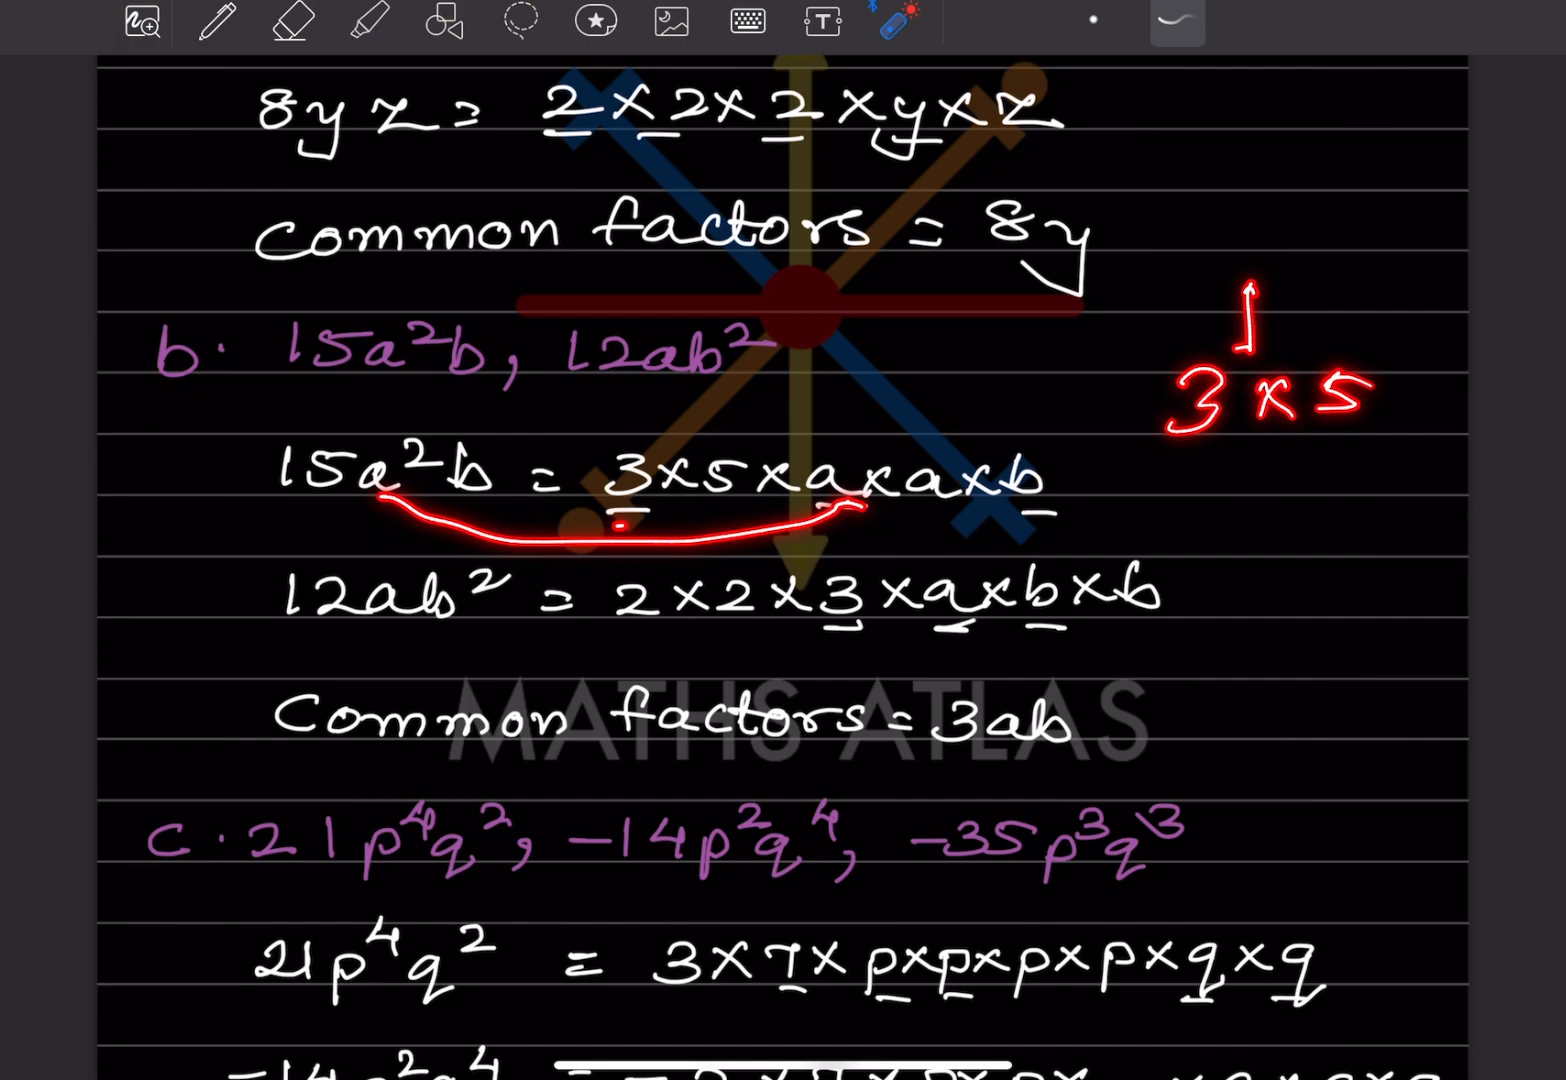 8yz = 2 × 2 × 2 × y × z
Common factors = 8y
b. 15a²b, 12ab²
3 × 5
15a²b = 3 × 5 × a × a × b
12ab² = 2 × 2 × 3 × a × b × b
MATHS ATLAS
Common factors = 3ab
c. 21p⁴q², -14p²q⁴, -35p³q³
21p⁴q² = 3 × 7 × p × p × p × p × q × q
-14p²q⁴ =